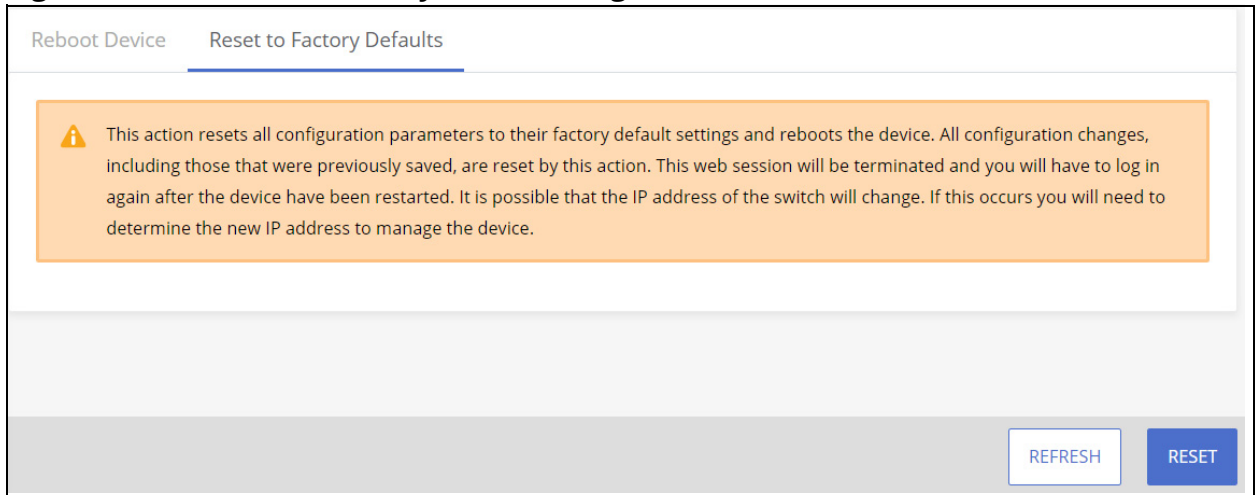 Reboot Device Reset to Factory Defaults
This action resets all configuration parameters to their factory default settings and reboots the device. All configuration changes,
including those that were previously saved, are reset by this action. This web session will be terminated and you will have to log in
again after the device have been restarted. It is possible that the IP address of the switch will change. If this occurs you will need to
determine the new IP address to manage the device.
REFRESH RESET